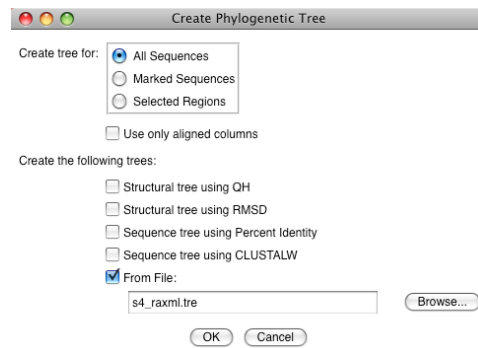 Create Phylogenetic Tree
Create tree for:
All Sequences
Marked Sequences
Selected Regions
Use only aligned columns
Create the following trees:
Structural tree using QH
Structural tree using RMSD
Sequence tree using Percent Identity
Sequence tree using CLUSTALW
From File:
s4_raxml.tre
Browse...
OK
Cancel